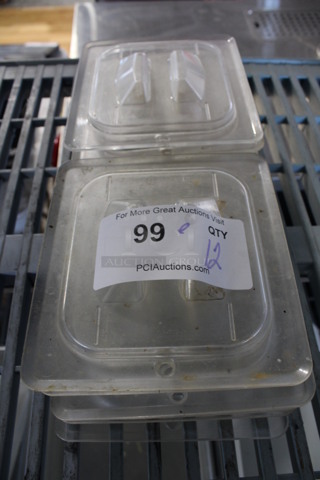 For More Great Auctions Visit
99
QTY
12
PCIAuctions.com